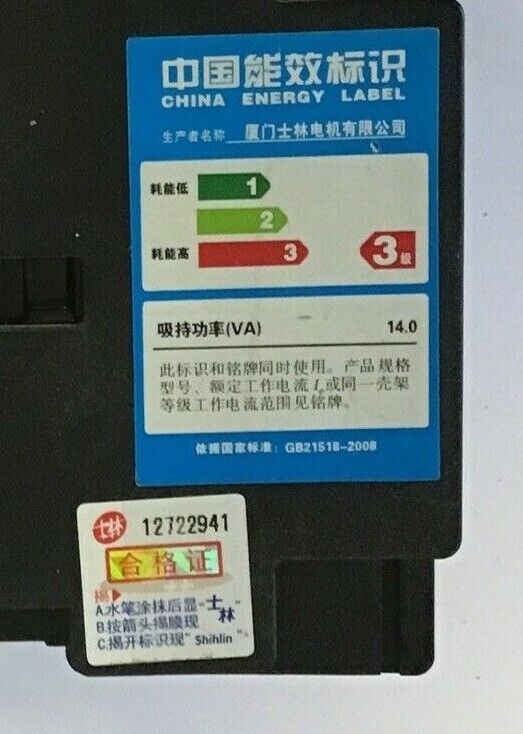 中国能效标识
CHINA ENERGY LABEL
生产者名称 厦门士林电机有限公司
耗能低 1
2
耗能高 3 3级
吸持功率(VA) 14.0
此标识和铭牌同时使用。产品规格
型号、额定工作电流Ie或同一壳架
等级工作电流范围见铭牌。
依据国家标准：GB21518-2008
士林 12722941
合格证
揭
A.水笔涂抹后显"士林"
B.按箭头揭膜现
C.揭开标识现"Shihlin"